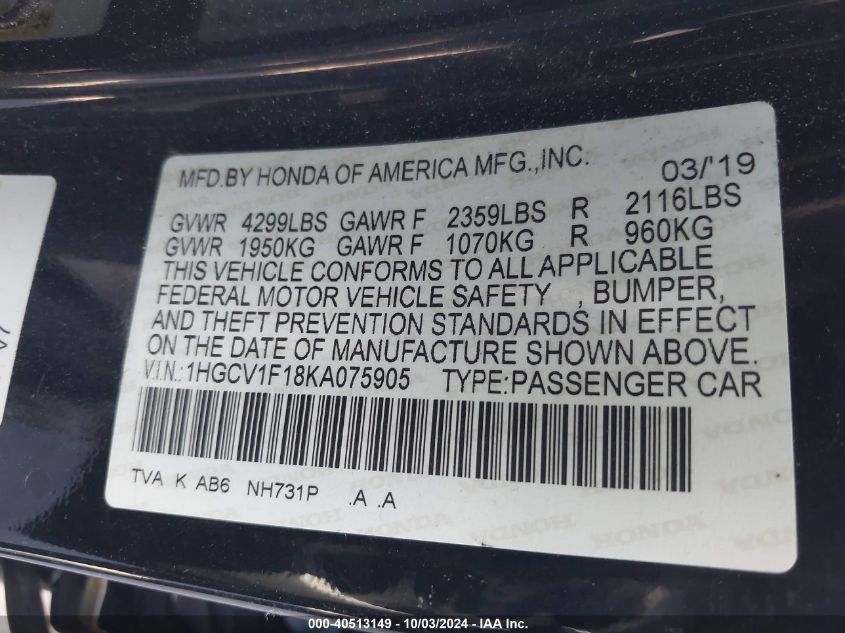 MFD.BY HONDA OF AMERICA MFG.,INC. 03/'19
GVWR 4299LBS GAWR F 2359LBS R 2116LBS
GVWR 1950KG GAWR F 1070KG R 960KG
THIS VEHICLE CONFORMS TO ALL APPLICABLE
FEDERAL MOTOR VEHICLE SAFETY , BUMPER,
AND THEFT PREVENTION STANDARDS IN EFFECT
ON THE DATE OF MANUFACTURE SHOWN ABOVE.
V.I.N.:1HGCV1F18KA075905 TYPE:PASSENGER CAR
TVA K AB6 NH731P .A .A
HONDA HONDA HONDA
000-40513149 - 10/03/2024 - IAA Inc.